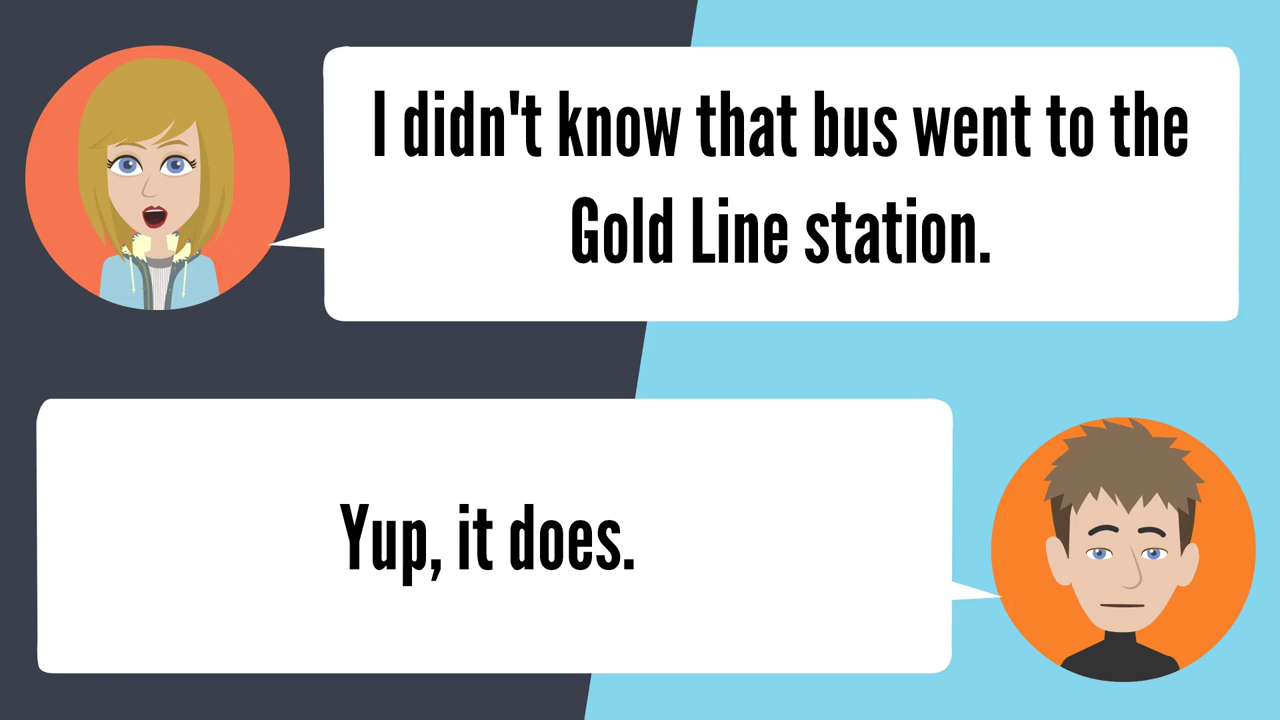 I didn't know that bus went to the
Gold Line station.
Yup, it does.